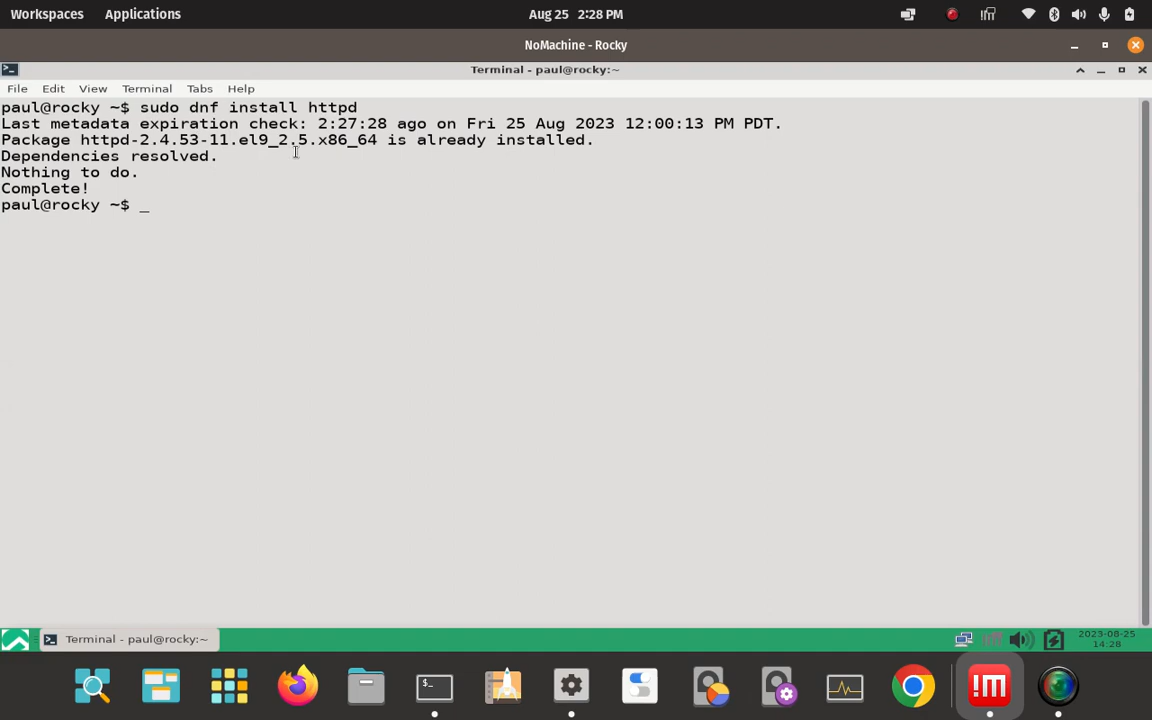 Workspaces Applications Aug 25 2:28 PM
NoMachine - Rocky
Terminal - paul@rocky:~
File Edit View Terminal Tabs Help
paul@rocky ~$ sudo dnf install httpd
Last metadata expiration check: 2:27:28 ago on Fri 25 Aug 2023 12:00:13 PM PDT.
Package httpd-2.4.53-11.el9_2.5.x86_64 is already installed.
Dependencies resolved.
Nothing to do.
Complete!
paul@rocky ~$ _
Terminal - paul@rocky:~
2023-08-25
14:28
$_
!M